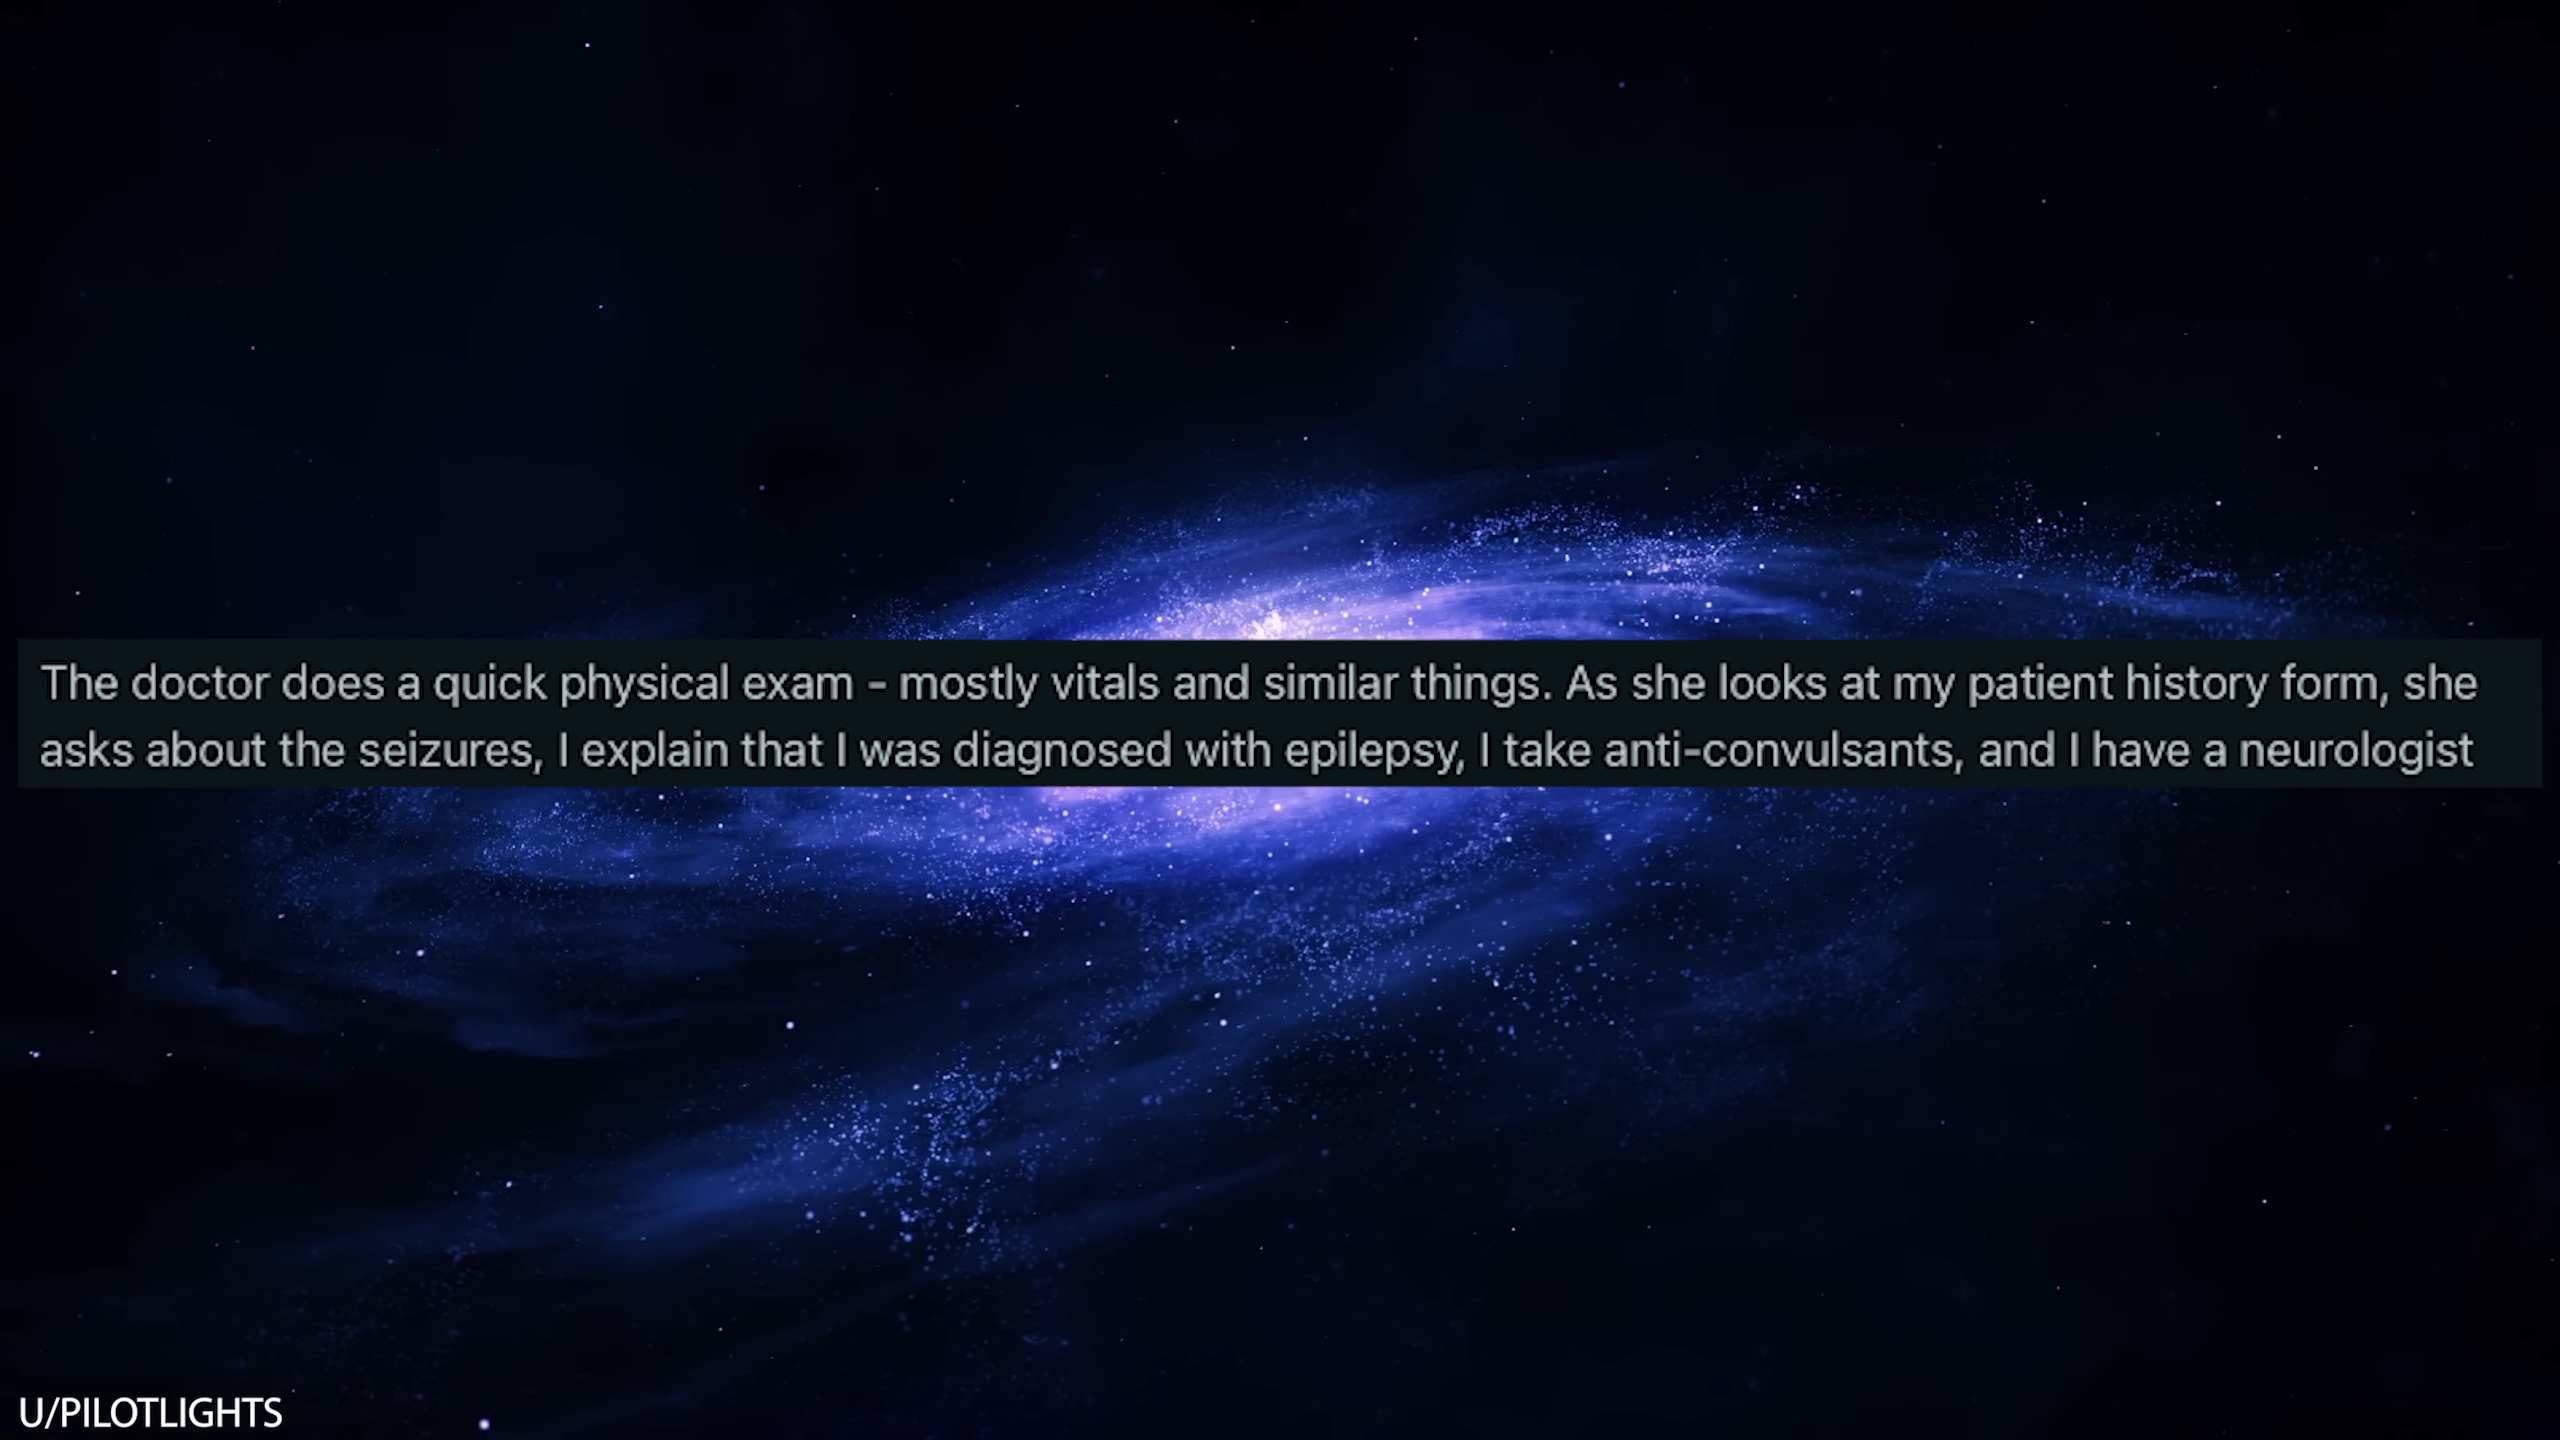 The doctor does a quick physical exam - mostly vitals and similar things. As she looks at my patient history form, she
asks about the seizures, I explain that I was diagnosed with epilepsy, I take anti-convulsants, and I have a neurologist
U/PILOTLIGHTS